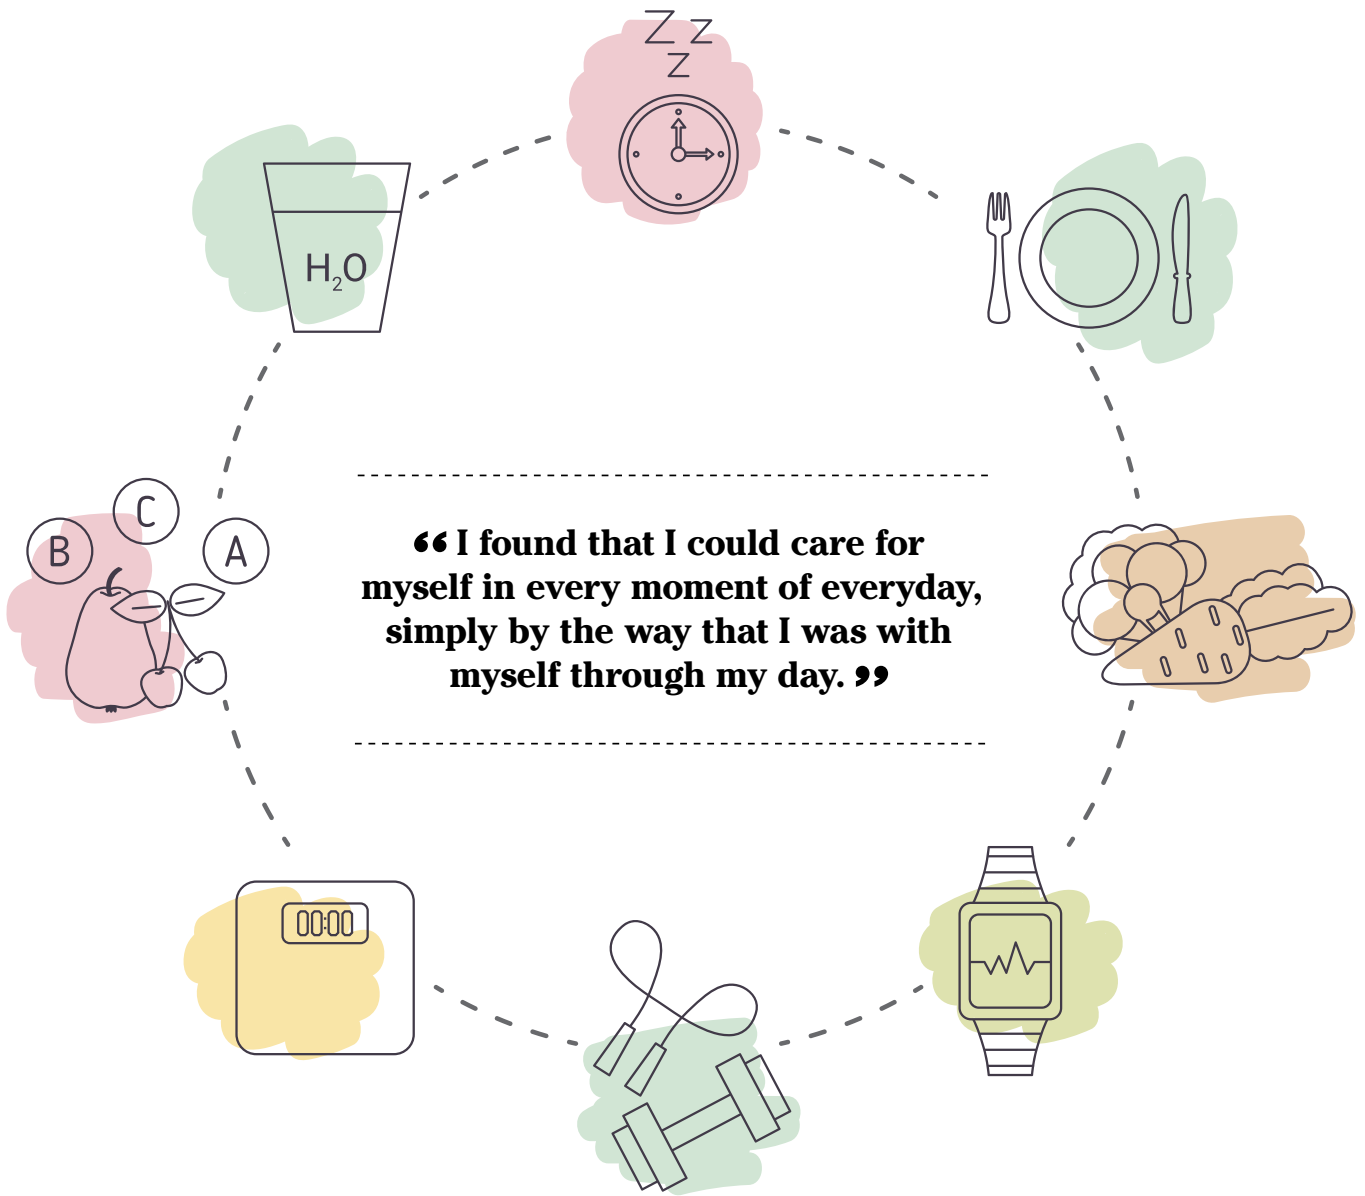 Z Z
Z
H₂O
C
B
A
“ I found that I could care for
myself in every moment of everyday,
simply by the way that I was with
myself through my day. ”
00:00